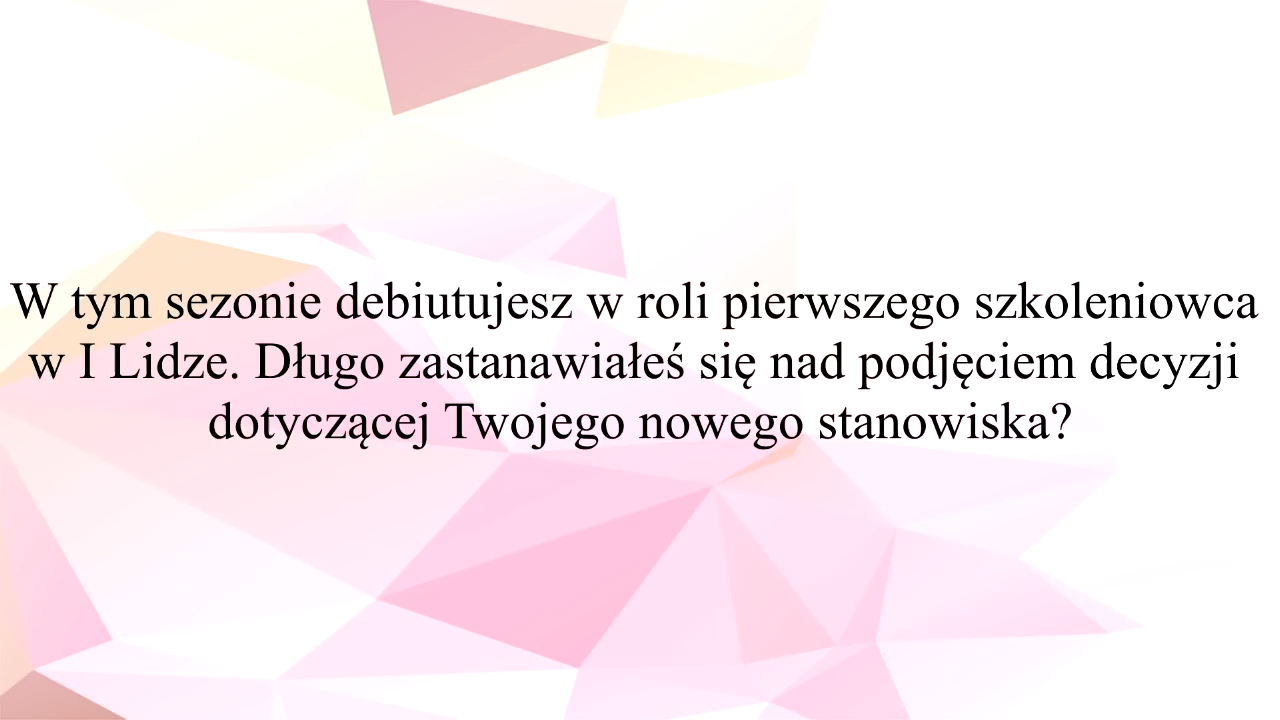 W tym sezonie debiutujesz w roli pierwszego szkoleniowca
w I Lidze. Długo zastanawiałeś się nad podjęciem decyzji
dotyczącej Twojego nowego stanowiska?